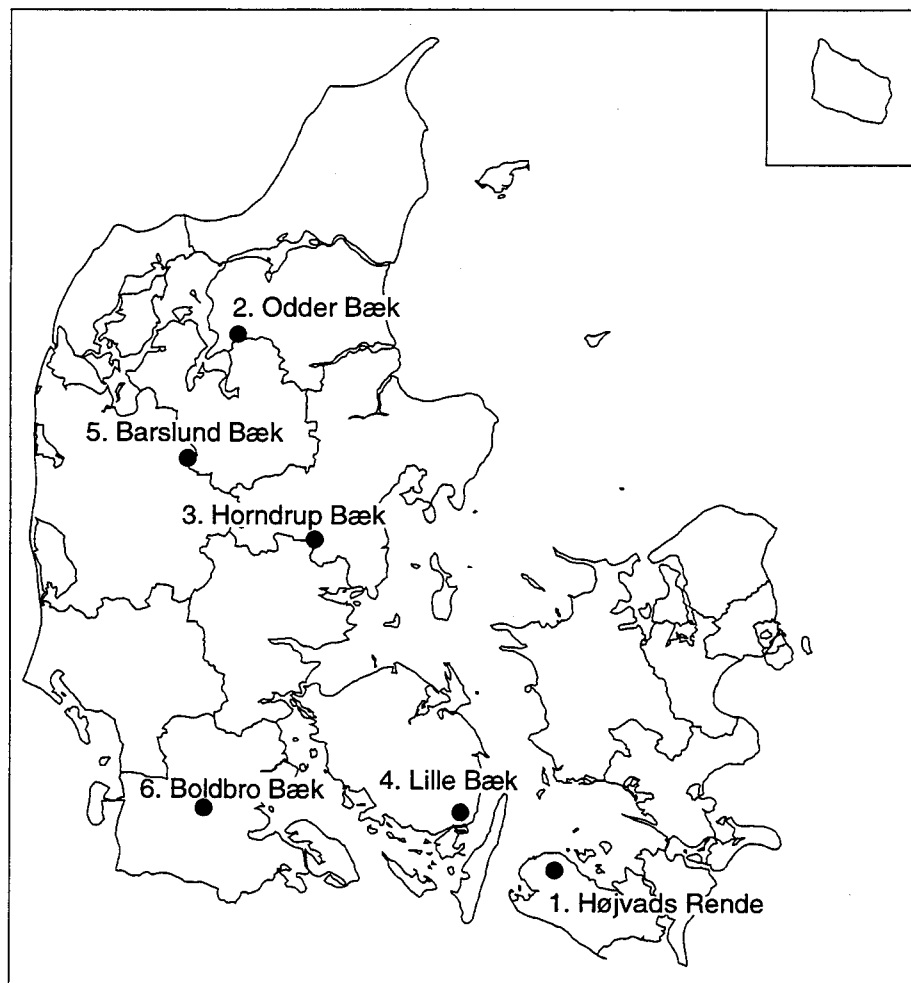 2. Odder Bæk
5. Barslund Bæk
3. Horndrup Bæk
4. Lille Bæk
6. Boldbro Bæk
1. Højvads Rende